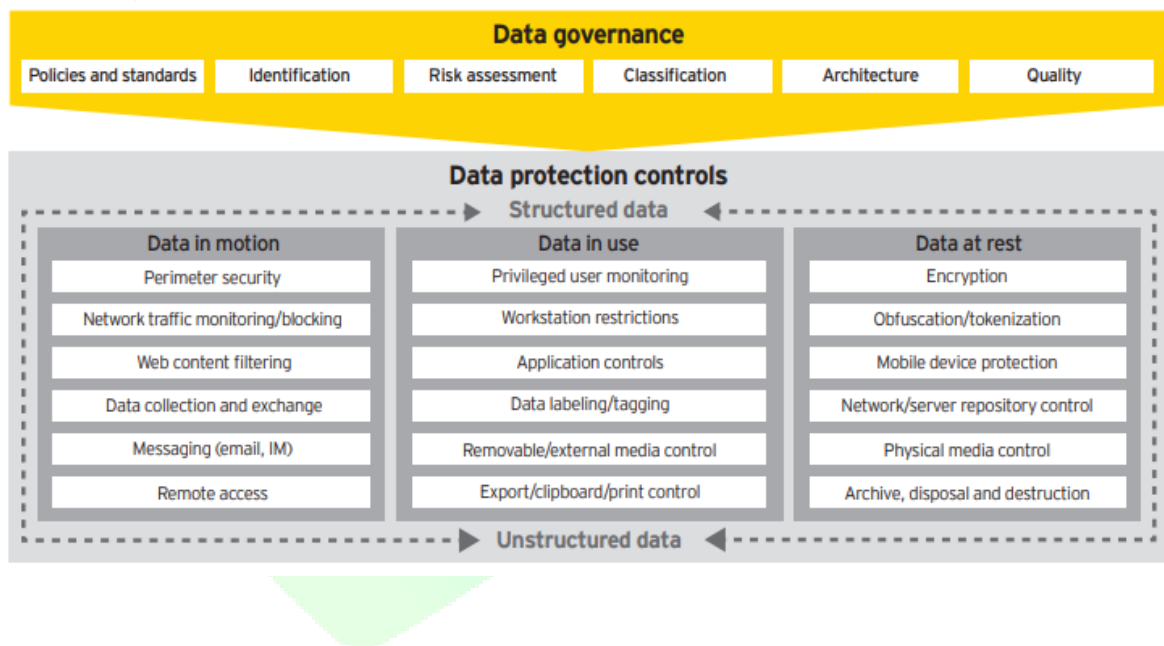 Data governance
Policies and standards
Identification
Risk assessment
Classification
Architecture
Quality
Data protection controls
Structured data
Data in motion
Perimeter security
Network traffic monitoring/blocking
Web content filtering
Data collection and exchange
Messaging (email, IM)
Remote access
Data in use
Privileged user monitoring
Workstation restrictions
Application controls
Data labeling/tagging
Removable/external media control
Export/clipboard/print control
Data at rest
Encryption
Obfuscation/tokenization
Mobile device protection
Network/server repository control
Physical media control
Archive, disposal and destruction
Unstructured data